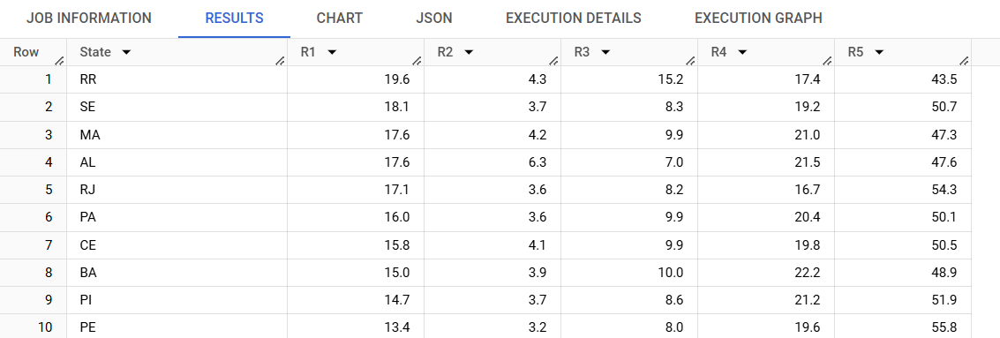 JOB INFORMATION RESULTS CHART JSON EXECUTION DETAILS EXECUTION GRAPH
Row State R1 R2 R3 R4 R5
1 RR 19.6 4.3 15.2 17.4 43.5
2 SE 18.1 3.7 8.3 19.2 50.7
3 MA 17.6 4.2 9.9 21.0 47.3
4 AL 17.6 6.3 7.0 21.5 47.6
5 RJ 17.1 3.6 8.2 16.7 54.3
6 PA 16.0 3.6 9.9 20.4 50.1
7 CE 15.8 4.1 9.9 19.8 50.5
8 BA 15.0 3.9 10.0 22.2 48.9
9 PI 14.7 3.7 8.6 21.2 51.9
10 PE 13.4 3.2 8.0 19.6 55.8